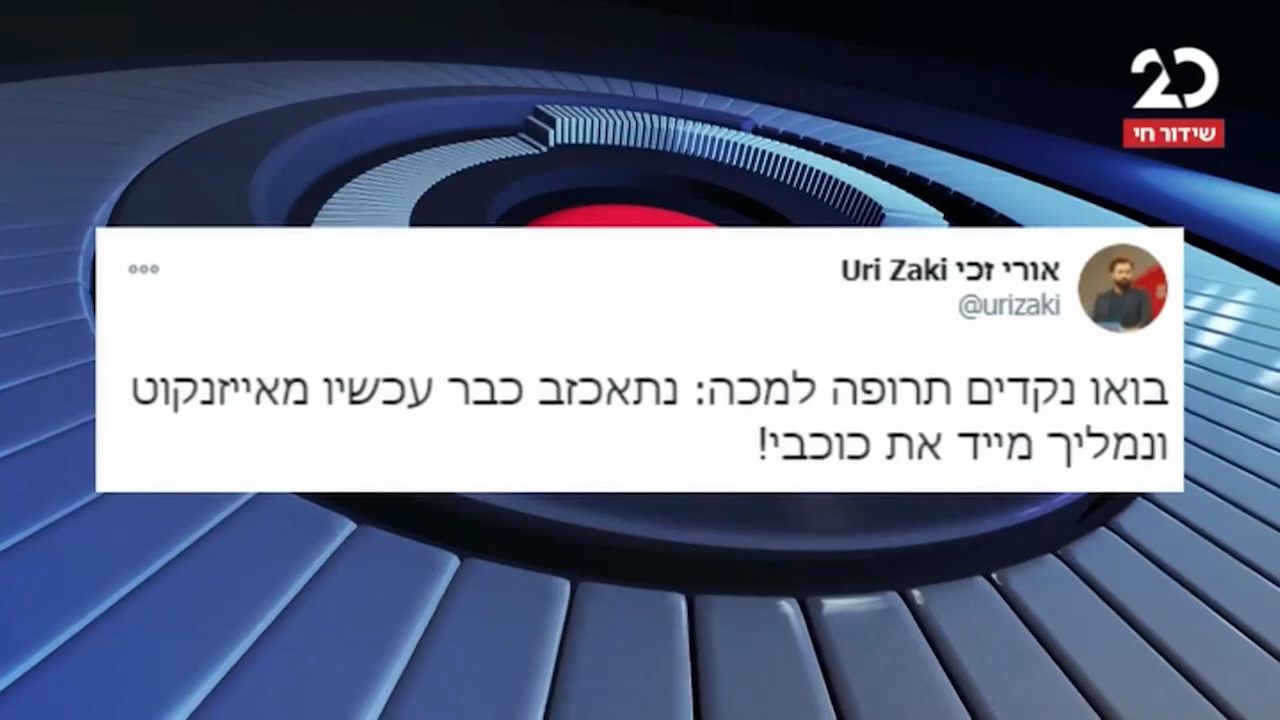 20
שידור חי
אורי זכי Uri Zaki
@urizaki
בואו נקדים תרופה למכה: נתאכזב כבר עכשיו מאייזנקוט
ונמליך מייד את כוכבי!